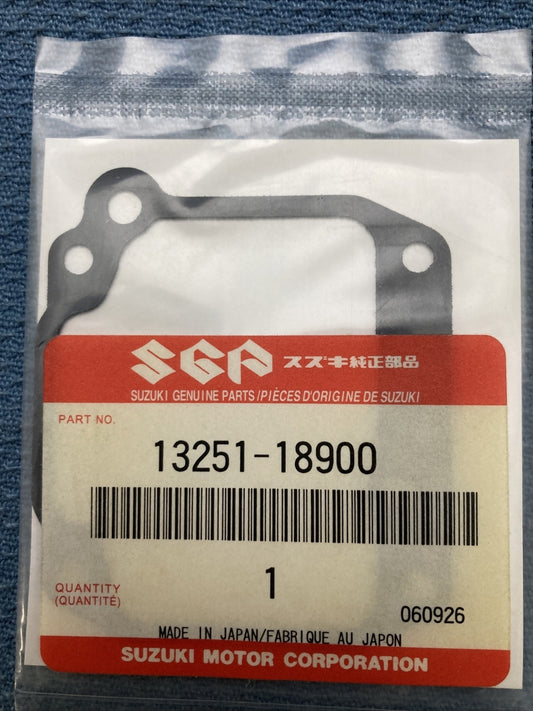 SGP スズキ純正部品
SUZUKI GENUINE PARTS/PIÈCES D'ORIGINE DE SUZUKI
PART NO.
13251-18900
QUANTITY
(QUANTITÉ)
1
060926
MADE IN JAPAN/FABRIQUE AU JAPON
SUZUKI MOTOR CORPORATION